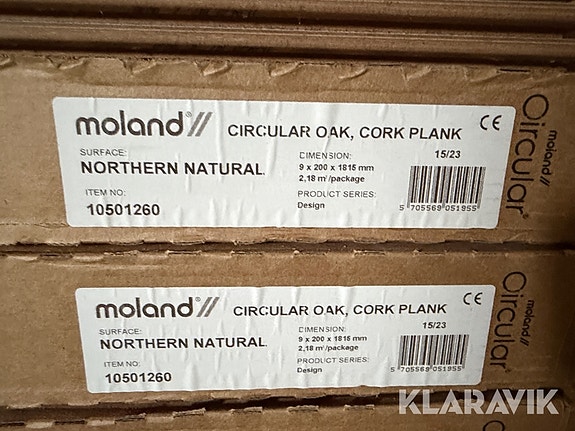 moland® // CIRCULAR OAK, CORK PLANK CE
SURFACE: DIMENSION: 15/23
NORTHERN NATURAL 9 x 200 x 1815 mm
2,18 m²/package
ITEM NO: PRODUCT SERIES:
10501260 Design 5 705569 051955
moland//
Circular®
moland® // CIRCULAR OAK, CORK PLANK CE
SURFACE: DIMENSION: 15/23
NORTHERN NATURAL 9 x 200 x 1815 mm
2,18 m²/package
ITEM NO: PRODUCT SERIES:
10501260 Design 5 705569 051955
moland//
Circular®
KLARAVIK